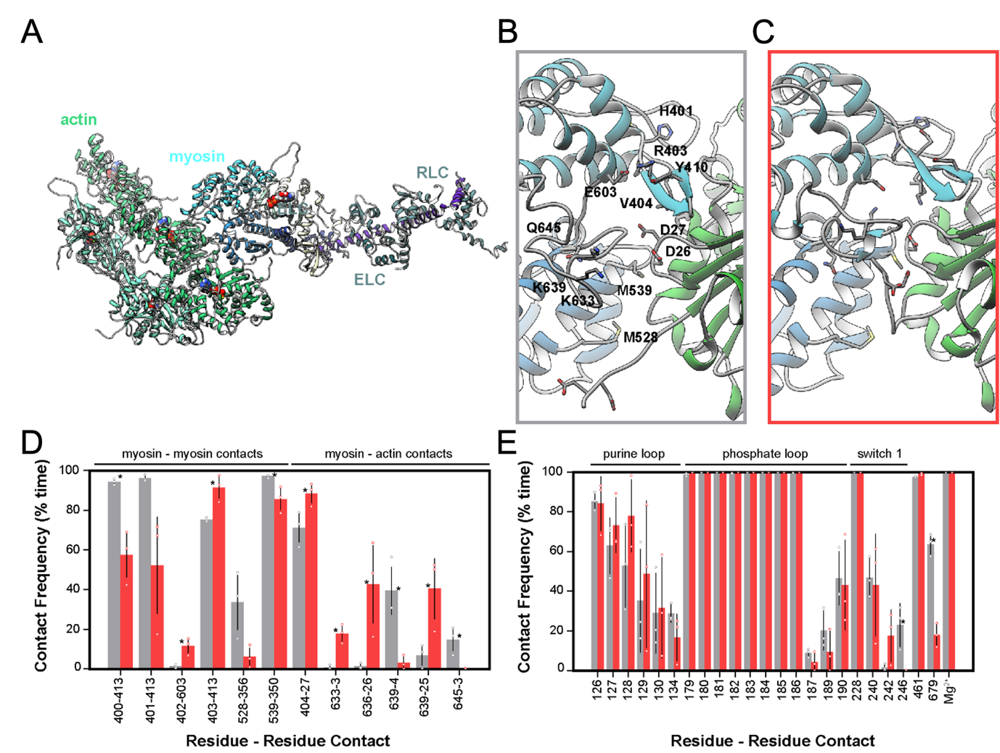 A
B
C
actin
myosin
RLC
ELC
H401
R403
Y410
E603
V404
Q645
D27
D26
K639
M539
K633
M528
D
myosin - myosin contacts
myosin - actin contacts
Contact Frequency (% time)
100
80
60
40
20
0
400-413
401-413
402-603
403-413
528-356
539-350
404-27
633-3
636-26
639-4
639-25
645-3
Residue - Residue Contact
E
purine loop
phosphate loop
switch 1
Contact Frequency (% time)
100
80
60
40
20
0
126
127
128
129
130
134
179
180
181
182
183
184
185
186
187
189
190
228
240
242
246
461
679
Mg²⁺
Residue - Residue Contact